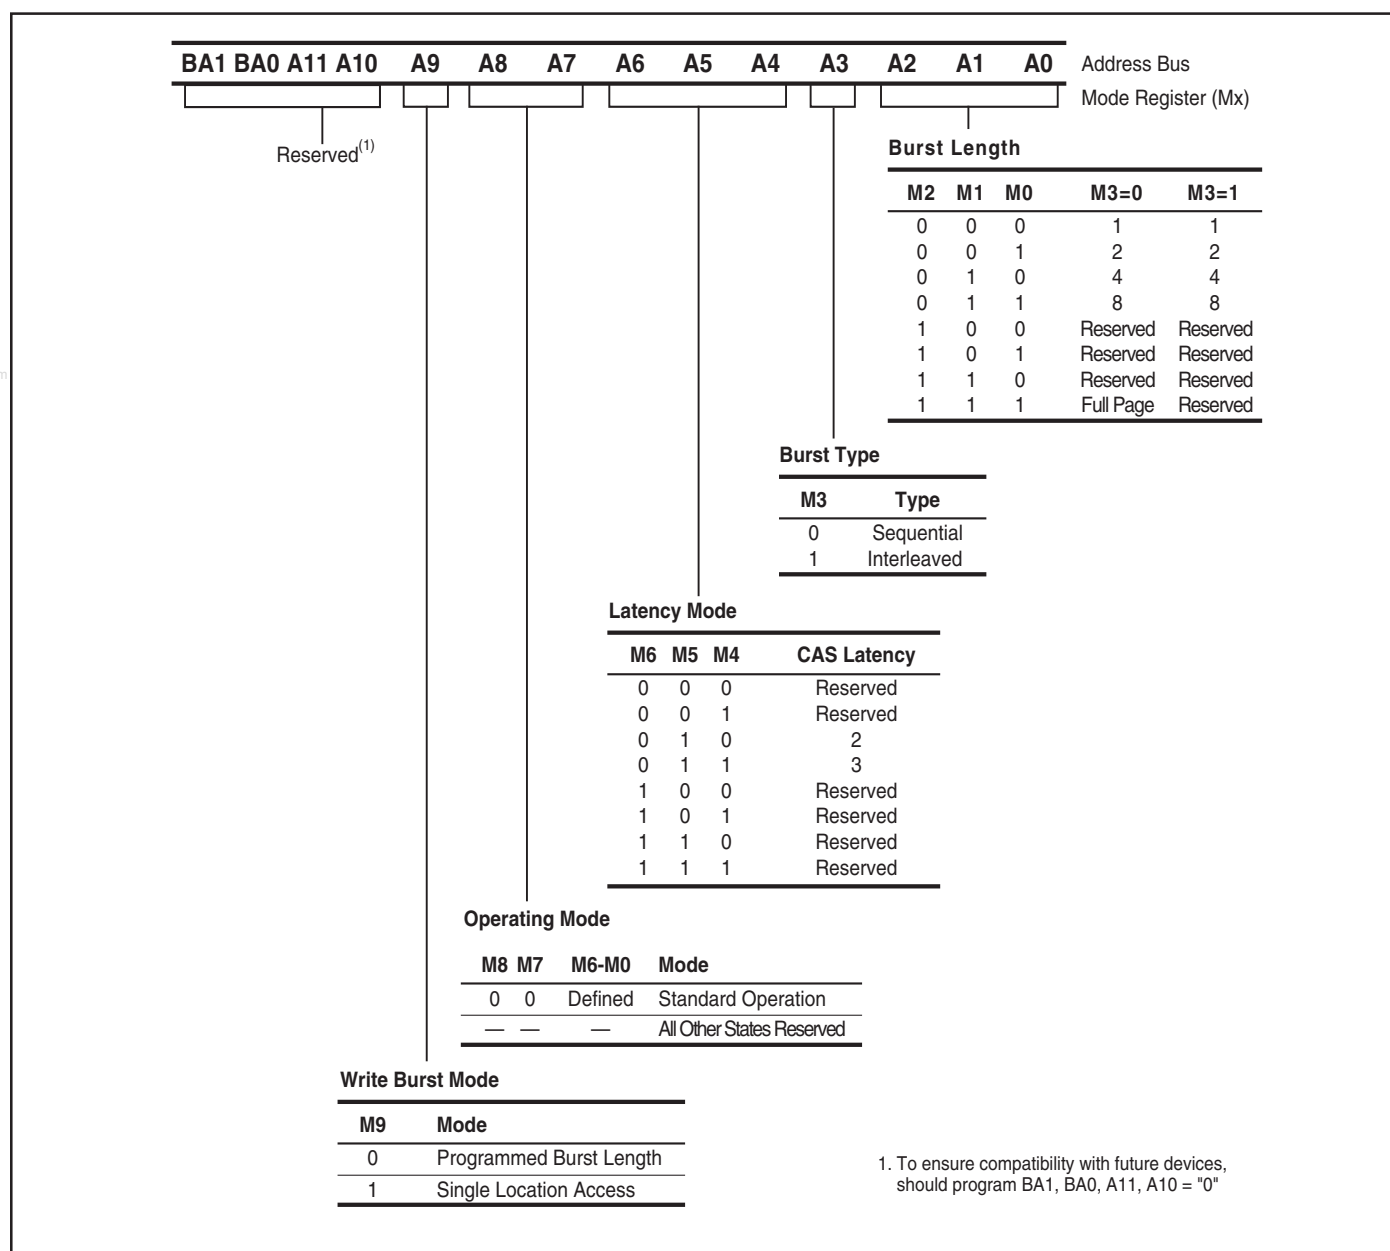 BA1 BA0 A11 A10 A9 A8 A7 A6 A5 A4 A3 A2 A1 A0 Address Bus
Mode Register (Mx)
Reserved(1)
Burst Length
M2 M1 M0 M3=0 M3=1
0 0 0 1 1
0 0 1 2 2
0 1 0 4 4
0 1 1 8 8
1 0 0 Reserved Reserved
1 0 1 Reserved Reserved
1 1 0 Reserved Reserved
1 1 1 Full Page Reserved
Burst Type
M3 Type
0 Sequential
1 Interleaved
Latency Mode
M6 M5 M4 CAS Latency
0 0 0 Reserved
0 0 1 Reserved
0 1 0 2
0 1 1 3
1 0 0 Reserved
1 0 1 Reserved
1 1 0 Reserved
1 1 1 Reserved
Operating Mode
M8 M7 M6-M0 Mode
0 0 Defined Standard Operation
— — — All Other States Reserved
Write Burst Mode
M9 Mode
0 Programmed Burst Length
1 Single Location Access
1. To ensure compatibility with future devices,
should program BA1, BA0, A11, A10 = "0"